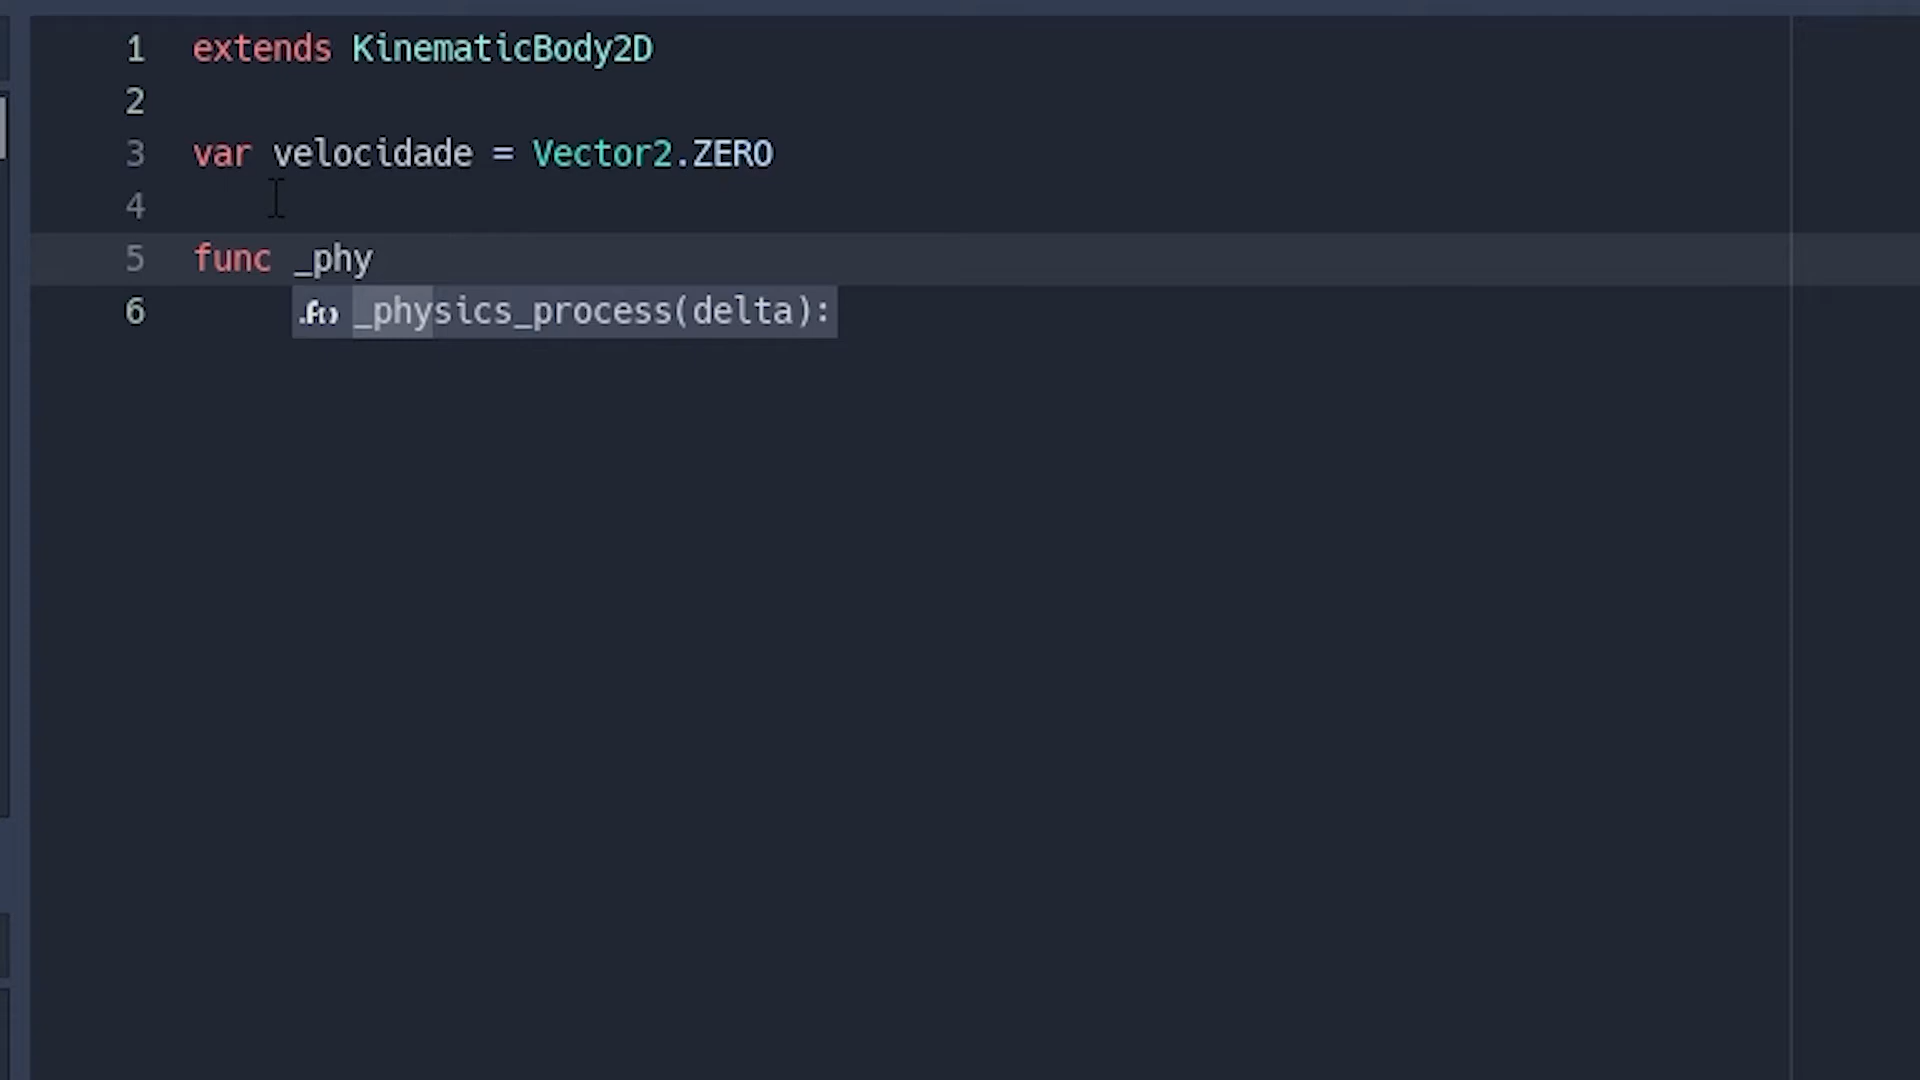 1 extends KinematicBody2D
2
3 var velocidade = Vector2.ZERO
4
5 func _phy
6 .f() _physics_process(delta):